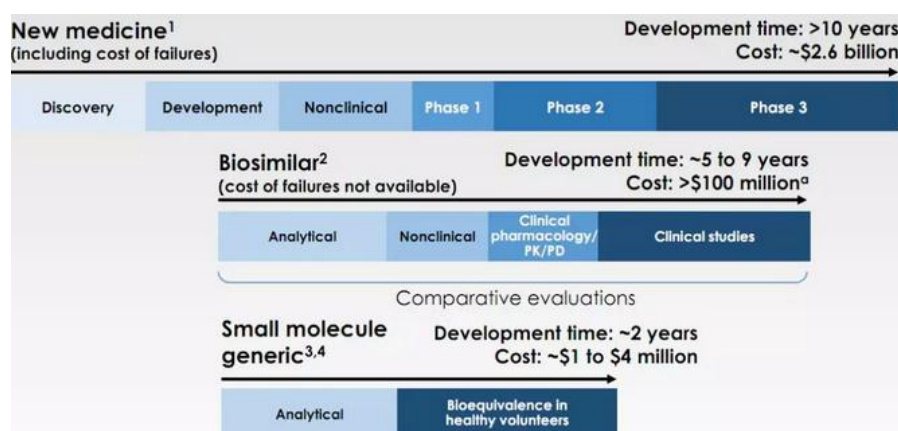 New medicine¹
(including cost of failures)
Development time: >10 years
Cost: ~$2.6 billion
Discovery
Development
Nonclinical
Phase 1
Phase 2
Phase 3
Biosimilar²
(cost of failures not available)
Development time: ~5 to 9 years
Cost: >$100 millionᵃ
Analytical
Nonclinical
Clinical
pharmacology/
PK/PD
Clinical studies
Comparative evaluations
Small molecule
generic³,⁴
Development time: ~2 years
Cost: ~$1 to $4 million
Analytical
Bioequivalence in
healthy volunteers